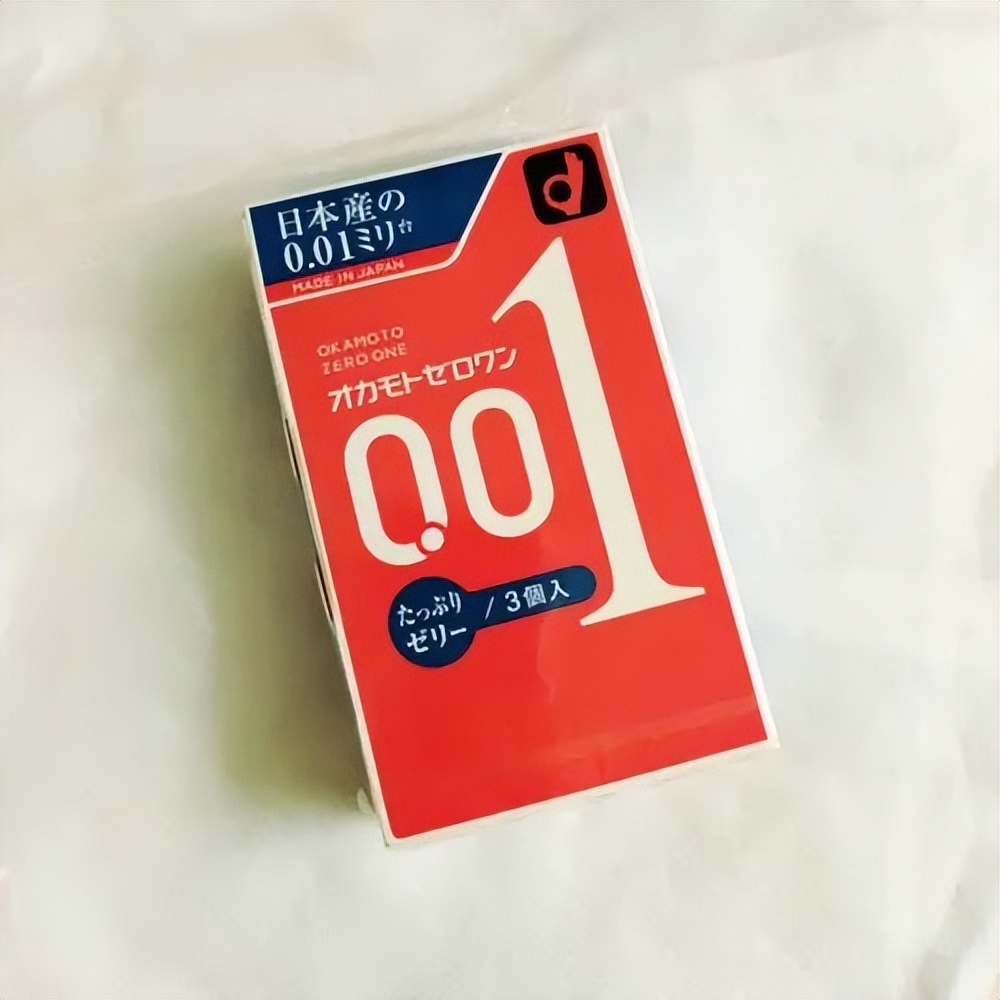 日本産の
0.01ミリ台
MADE IN JAPAN
OKAMOTO
ZERO ONE
オカモトゼロワン
0.01
たっぷり
ゼリー
/ 3個入